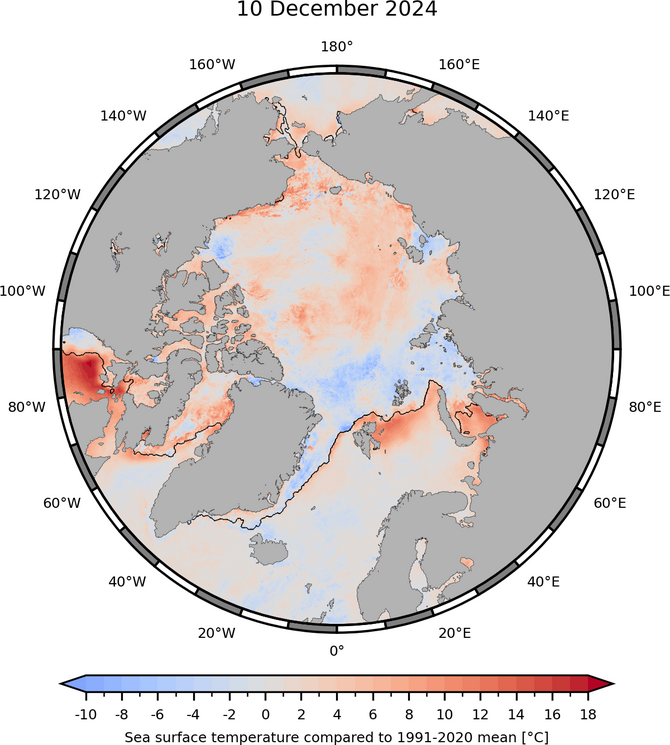 10 December 2024
180°
160°W
160°E
140°W
140°E
120°W
120°E
100°W
100°E
80°W
80°E
60°W
60°E
40°W
40°E
20°W
20°E
0°
-10 -8 -6 -4 -2 0 2 4 6 8 10 12 14 16 18
Sea surface temperature compared to 1991-2020 mean [°C]